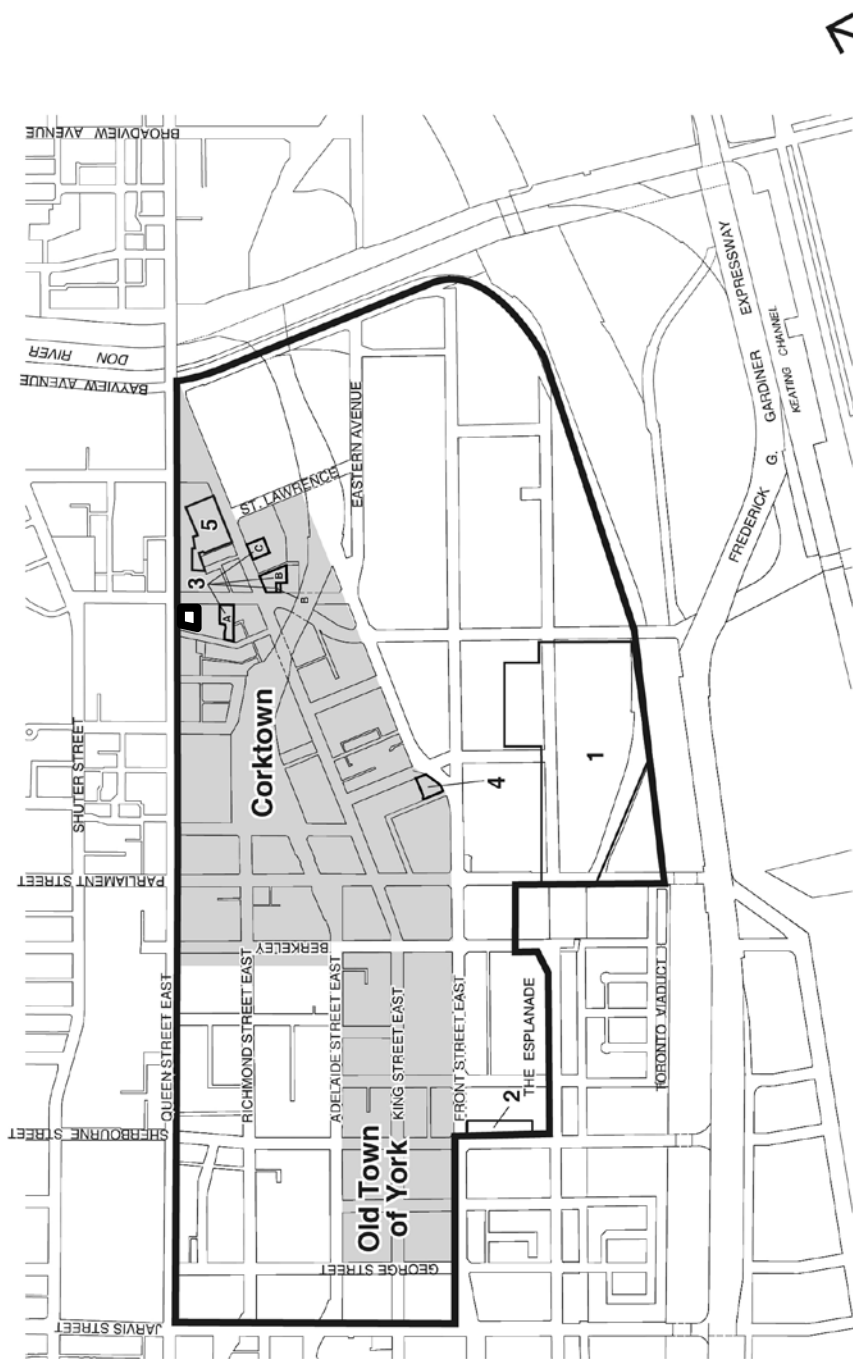 BROADVIEW AVENUE
DON RIVER
BAYVIEW AVENUE
SHUTER STREET
PARLIAMENT STREET
SHERBOURNE STREET
JARVIS STREET
QUEEN STREET EAST
RICHMOND STREET EAST
ADELAIDE STREET EAST
KING STREET EAST
FRONT STREET EAST
THE ESPLANADE
TORONTO VIADUCT
BERKELEY
GEORGE STREET
ST. LAWRENCE
EASTERN AVENUE
FREDERICK G. GARDINER EXPRESSWAY
KEATING CHANNEL
Corktown
Old Town
of York
1
2
3
4
5
A
B
B
C